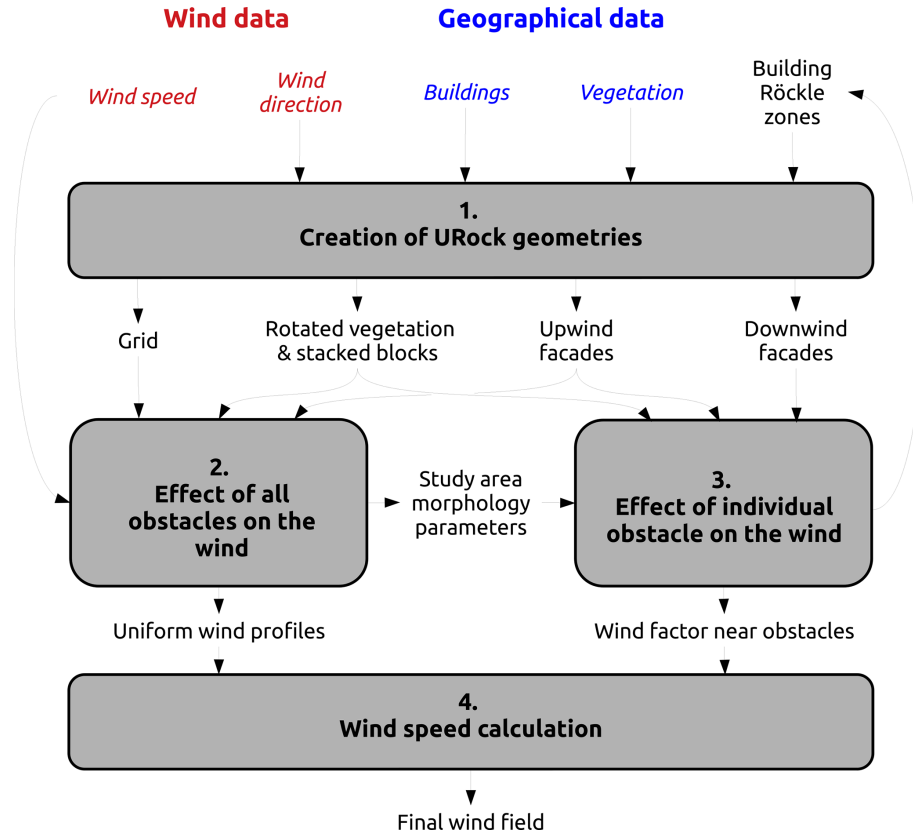 Wind data
Geographical data
Wind speed
Wind
direction
Buildings
Vegetation
Building
Röckle
zones
1.
Creation of URock geometries
Grid
Rotated vegetation
& stacked blocks
Upwind
facades
Downwind
facades
2.
Effect of all
obstacles on the
wind
Study area
morphology
parameters
3.
Effect of individual
obstacle on the wind
Uniform wind profiles
Wind factor near obstacles
4.
Wind speed calculation
Final wind field